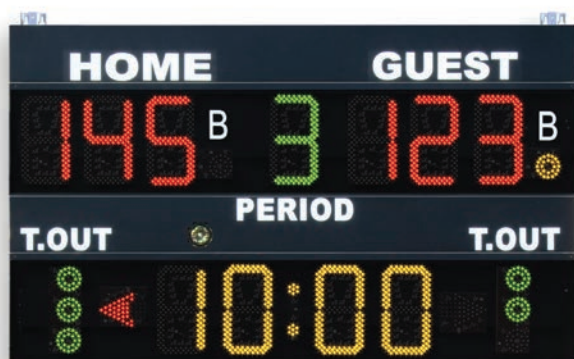 HOME GUEST
145 B 3 123 B
PERIOD
T.OUT T.OUT
10:00